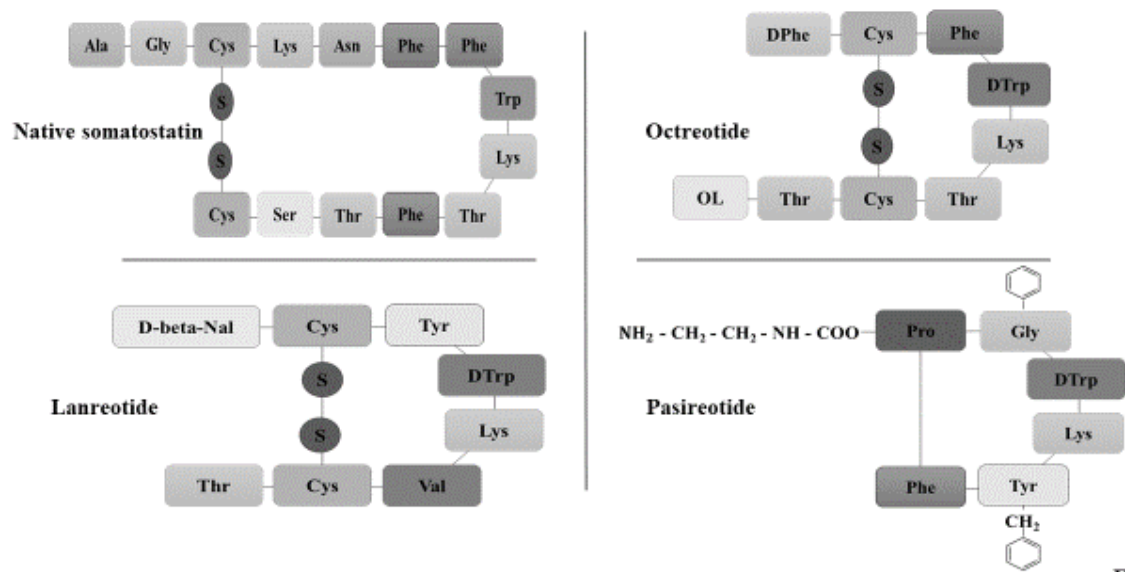 Ala Gly Cys Lys Asn Phe Phe
S Trp
Native somatostatin
S Lys
Cys Ser Thr Phe Thr
DPhe Cys Phe
S DTrp
Octreotide
S Lys
OL Thr Cys Thr
D-beta-Nal Cys Tyr
S DTrp
Lanreotide
S Lys
Thr Cys Val
NH₂ - CH₂ - CH₂ - NH - COO Pro Gly
DTrp
Pasireotide
Lys
Phe Tyr
CH₂